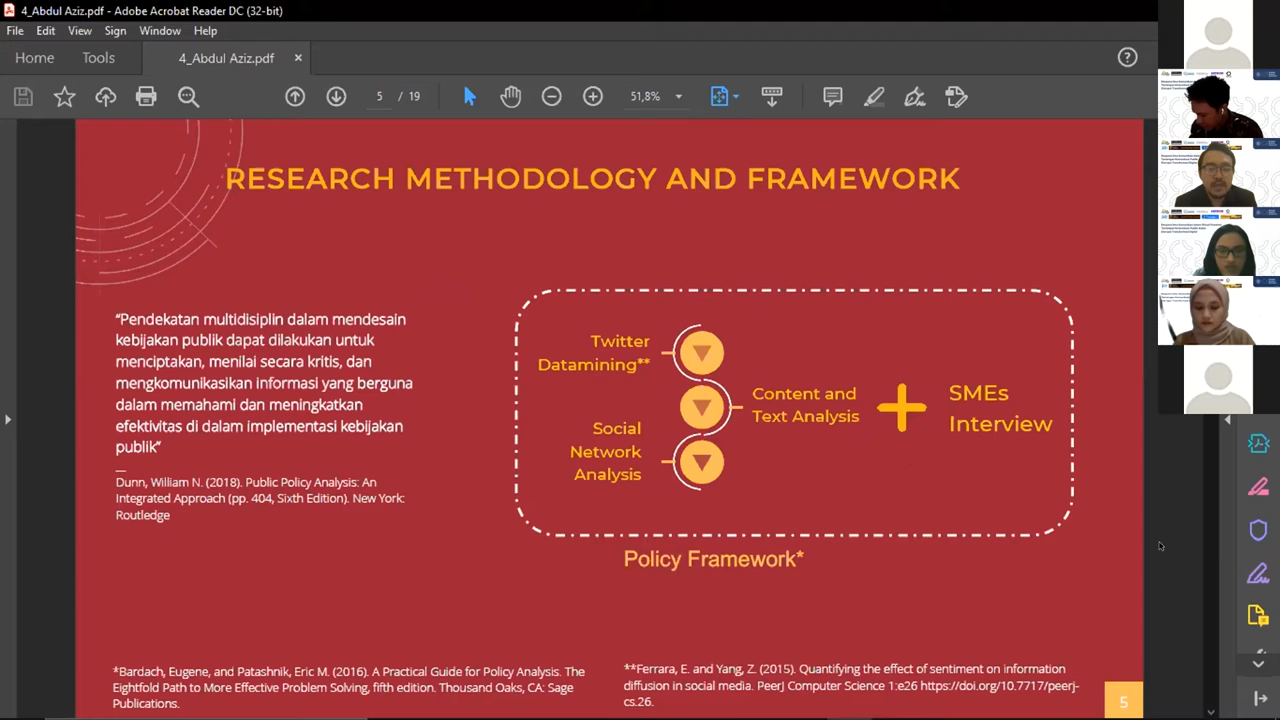 4_Abdul Aziz.pdf - Adobe Acrobat Reader DC (32-bit)
File Edit View Sign Window Help
Home Tools 4_Abdul Aziz.pdf ×
5 / 19 51,8%
RESEARCH METHODOLOGY AND FRAMEWORK
“Pendekatan multidisiplin dalam mendesain
kebijakan publik dapat dilakukan untuk
menciptakan, menilai secara kritis, dan
mengkomunikasikan informasi yang berguna
dalam memahami dan meningkatkan
efektivitas di dalam implementasi kebijakan
publik”
—
Dunn, William N. (2018). Public Policy Analysis: An
Integrated Approach (pp. 404, Sixth Edition). New York:
Routledge
Twitter
Datamining**
Social
Network
Analysis
Content and
Text Analysis
SMEs
Interview
Policy Framework*
*Bardach, Eugene, and Patashnik, Eric M. (2016). A Practical Guide for Policy Analysis. The
Eightfold Path to More Effective Problem Solving, fifth edition. Thousand Oaks, CA: Sage
Publications.
**Ferrara, E. and Yang, Z. (2015). Quantifying the effect of sentiment on information
diffusion in social media. PeerJ Computer Science 1:e26 https://doi.org/10.7717/peerj-
cs.26.
5